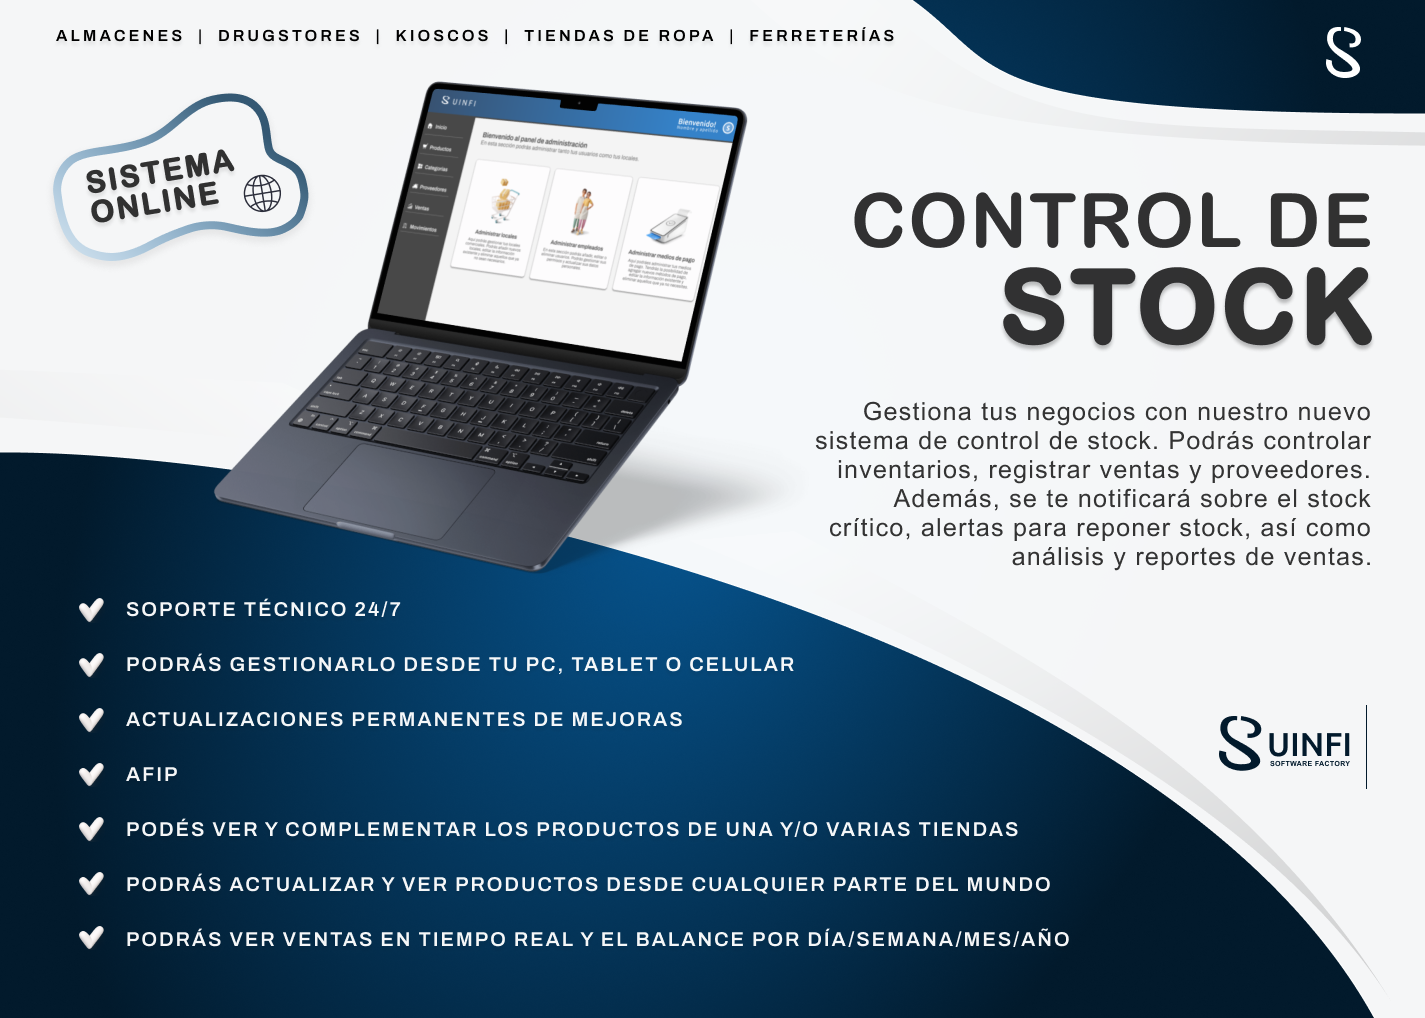 ALMACENES | DRUGSTORES | KIOSCOS | TIENDAS DE ROPA | FERRETERÍAS
SISTEMA
ONLINE
SUINFI
Bienvenido!
Nombre y apellido
Inicio
Productos
Categorías
Proveedores
Ventas
Movimientos
Bienvenido al panel de administración
En esta sección podrás administrar tanto tus usuarios como tus locales.
Administrar locales
Administrar empleados
Administrar medios de pago
CONTROL DE
STOCK
Gestiona tus negocios con nuestro nuevo
sistema de control de stock. Podrás controlar
inventarios, registrar ventas y proveedores.
Además, se te notificará sobre el stock
crítico, alertas para reponer stock, así como
análisis y reportes de ventas.
SOPORTE TÉCNICO 24/7
PODRÁS GESTIONARLO DESDE TU PC, TABLET O CELULAR
ACTUALIZACIONES PERMANENTES DE MEJORAS
AFIP
PODÉS VER Y COMPLEMENTAR LOS PRODUCTOS DE UNA Y/O VARIAS TIENDAS
PODRÁS ACTUALIZAR Y VER PRODUCTOS DESDE CUALQUIER PARTE DEL MUNDO
PODRÁS VER VENTAS EN TIEMPO REAL Y EL BALANCE POR DÍA/SEMANA/MES/AÑO
SUINFI
SOFTWARE FACTORY